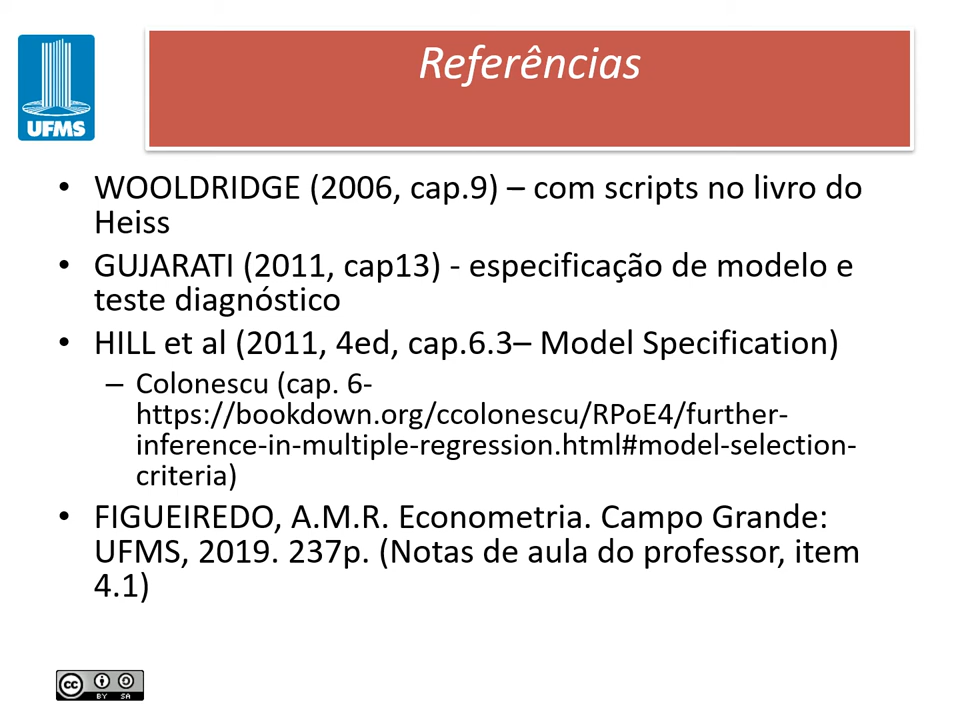 Referências
UFMS
• WOOLDRIDGE (2006, cap.9) – com scripts no livro do
Heiss
• GUJARATI (2011, cap13) - especificação de modelo e
teste diagnóstico
• HILL et al (2011, 4ed, cap.6.3– Model Specification)
– Colonescu (cap. 6-
https://bookdown.org/ccolonescu/RPoE4/further-
inference-in-multiple-regression.html#model-selection-
criteria)
• FIGUEIREDO, A.M.R. Econometria. Campo Grande:
UFMS, 2019. 237p. (Notas de aula do professor, item
4.1)
cc
BY SA